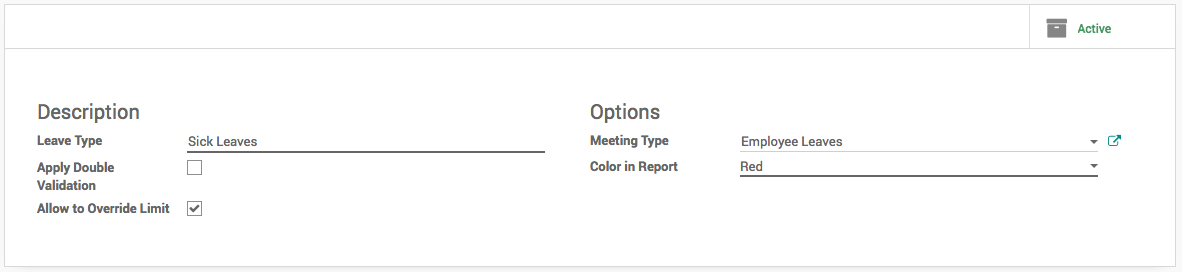 Active
Description
Options
Leave Type Sick Leaves
Meeting Type Employee Leaves
Apply Double
Validation
Color in Report Red
Allow to Override Limit